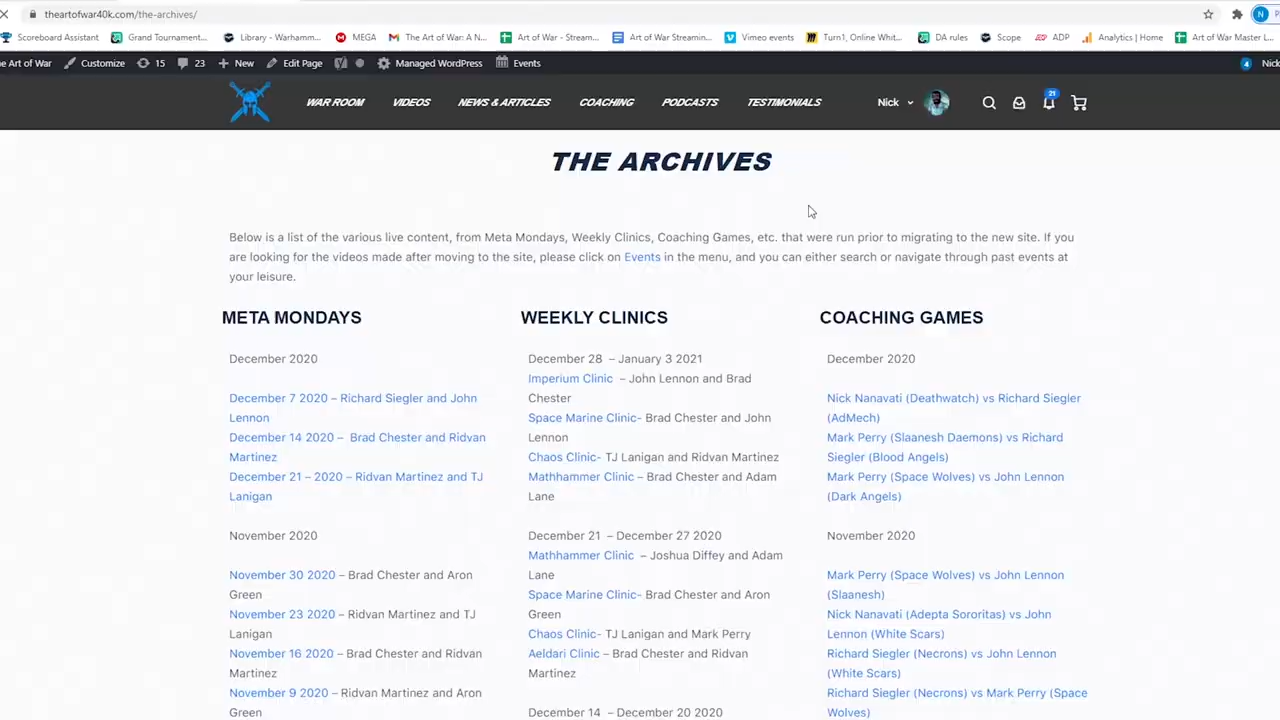 theartofwar40k.com/the-archives/
Scoreboard Assistant
Grand Tournament...
Library - Warhamm...
MEGA
The Art of War: A N...
Art of War - Stream...
Art of War Streamin...
Vimeo events
Turn1, Online Whit...
DA rules
Scope
ADP
Analytics | Home
Art of War Master L...
e Art of War
Customize
15
23
New
Edit Page
Managed WordPress
Events
4
Nick
WAR ROOM
VIDEOS
NEWS & ARTICLES
COACHING
PODCASTS
TESTIMONIALS
Nick
21
THE ARCHIVES
Below is a list of the various live content, from Meta Mondays, Weekly Clinics, Coaching Games, etc. that were run prior to migrating to the new site. If you
are looking for the videos made after moving to the site, please click on Events in the menu, and you can either search or navigate through past events at
your leisure.
META MONDAYS
December 2020
December 7 2020 – Richard Siegler and John
Lennon
December 14 2020 – Brad Chester and Ridvan
Martinez
December 21 – 2020 – Ridvan Martinez and TJ
Lanigan
November 2020
November 30 2020 – Brad Chester and Aron
Green
November 23 2020 – Ridvan Martinez and TJ
Lanigan
November 16 2020 – Brad Chester and Ridvan
Martinez
November 9 2020 – Ridvan Martinez and Aron
Green
WEEKLY CLINICS
December 28 – January 3 2021
Imperium Clinic – John Lennon and Brad
Chester
Space Marine Clinic- Brad Chester and John
Lennon
Chaos Clinic- TJ Lanigan and Ridvan Martinez
Mathhammer Clinic – Brad Chester and Adam
Lane
December 21 – December 27 2020
Mathhammer Clinic – Joshua Diffey and Adam
Lane
Space Marine Clinic- Brad Chester and Aron
Green
Chaos Clinic- TJ Lanigan and Mark Perry
Aeldari Clinic – Brad Chester and Ridvan
Martinez
December 14 – December 20 2020
COACHING GAMES
December 2020
Nick Nanavati (Deathwatch) vs Richard Siegler
(AdMech)
Mark Perry (Slaanesh Daemons) vs Richard
Siegler (Blood Angels)
Mark Perry (Space Wolves) vs John Lennon
(Dark Angels)
November 2020
Mark Perry (Space Wolves) vs John Lennon
(Slaanesh)
Nick Nanavati (Adepta Sororitas) vs John
Lennon (White Scars)
Richard Siegler (Necrons) vs John Lennon
(White Scars)
Richard Siegler (Necrons) vs Mark Perry (Space
Wolves)